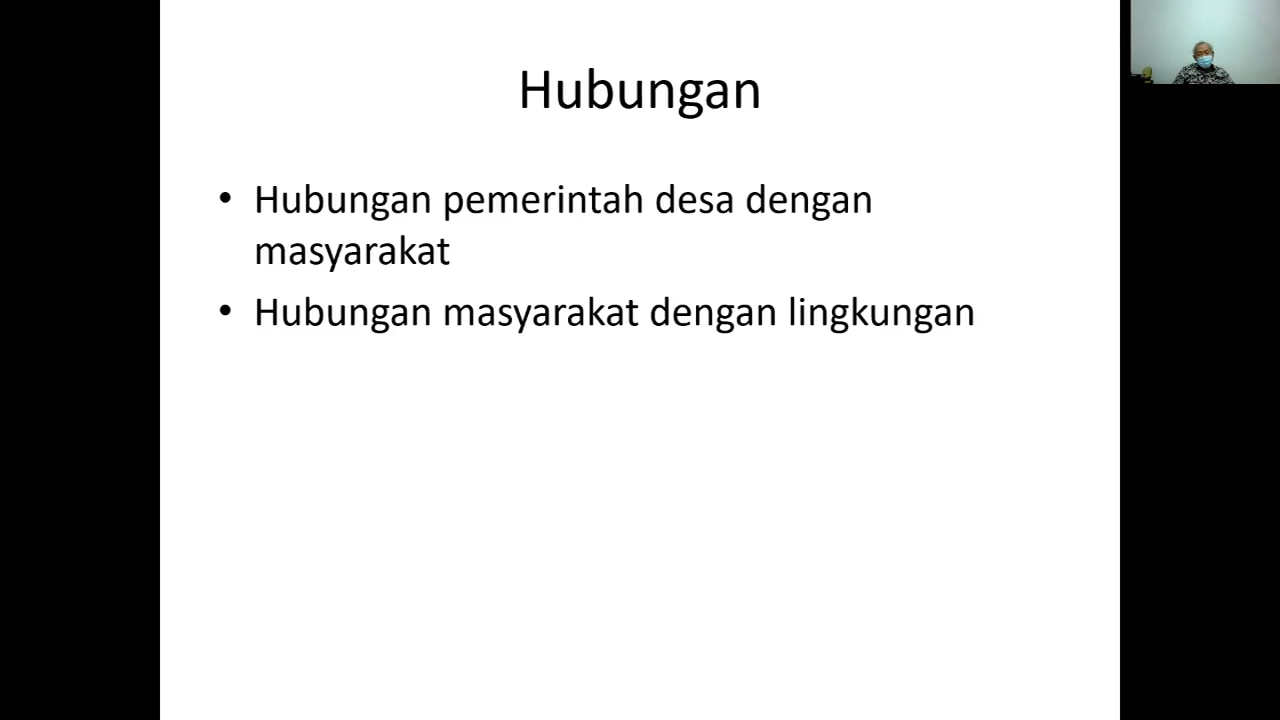 Hubungan
• Hubungan pemerintah desa dengan
masyarakat
• Hubungan masyarakat dengan lingkungan